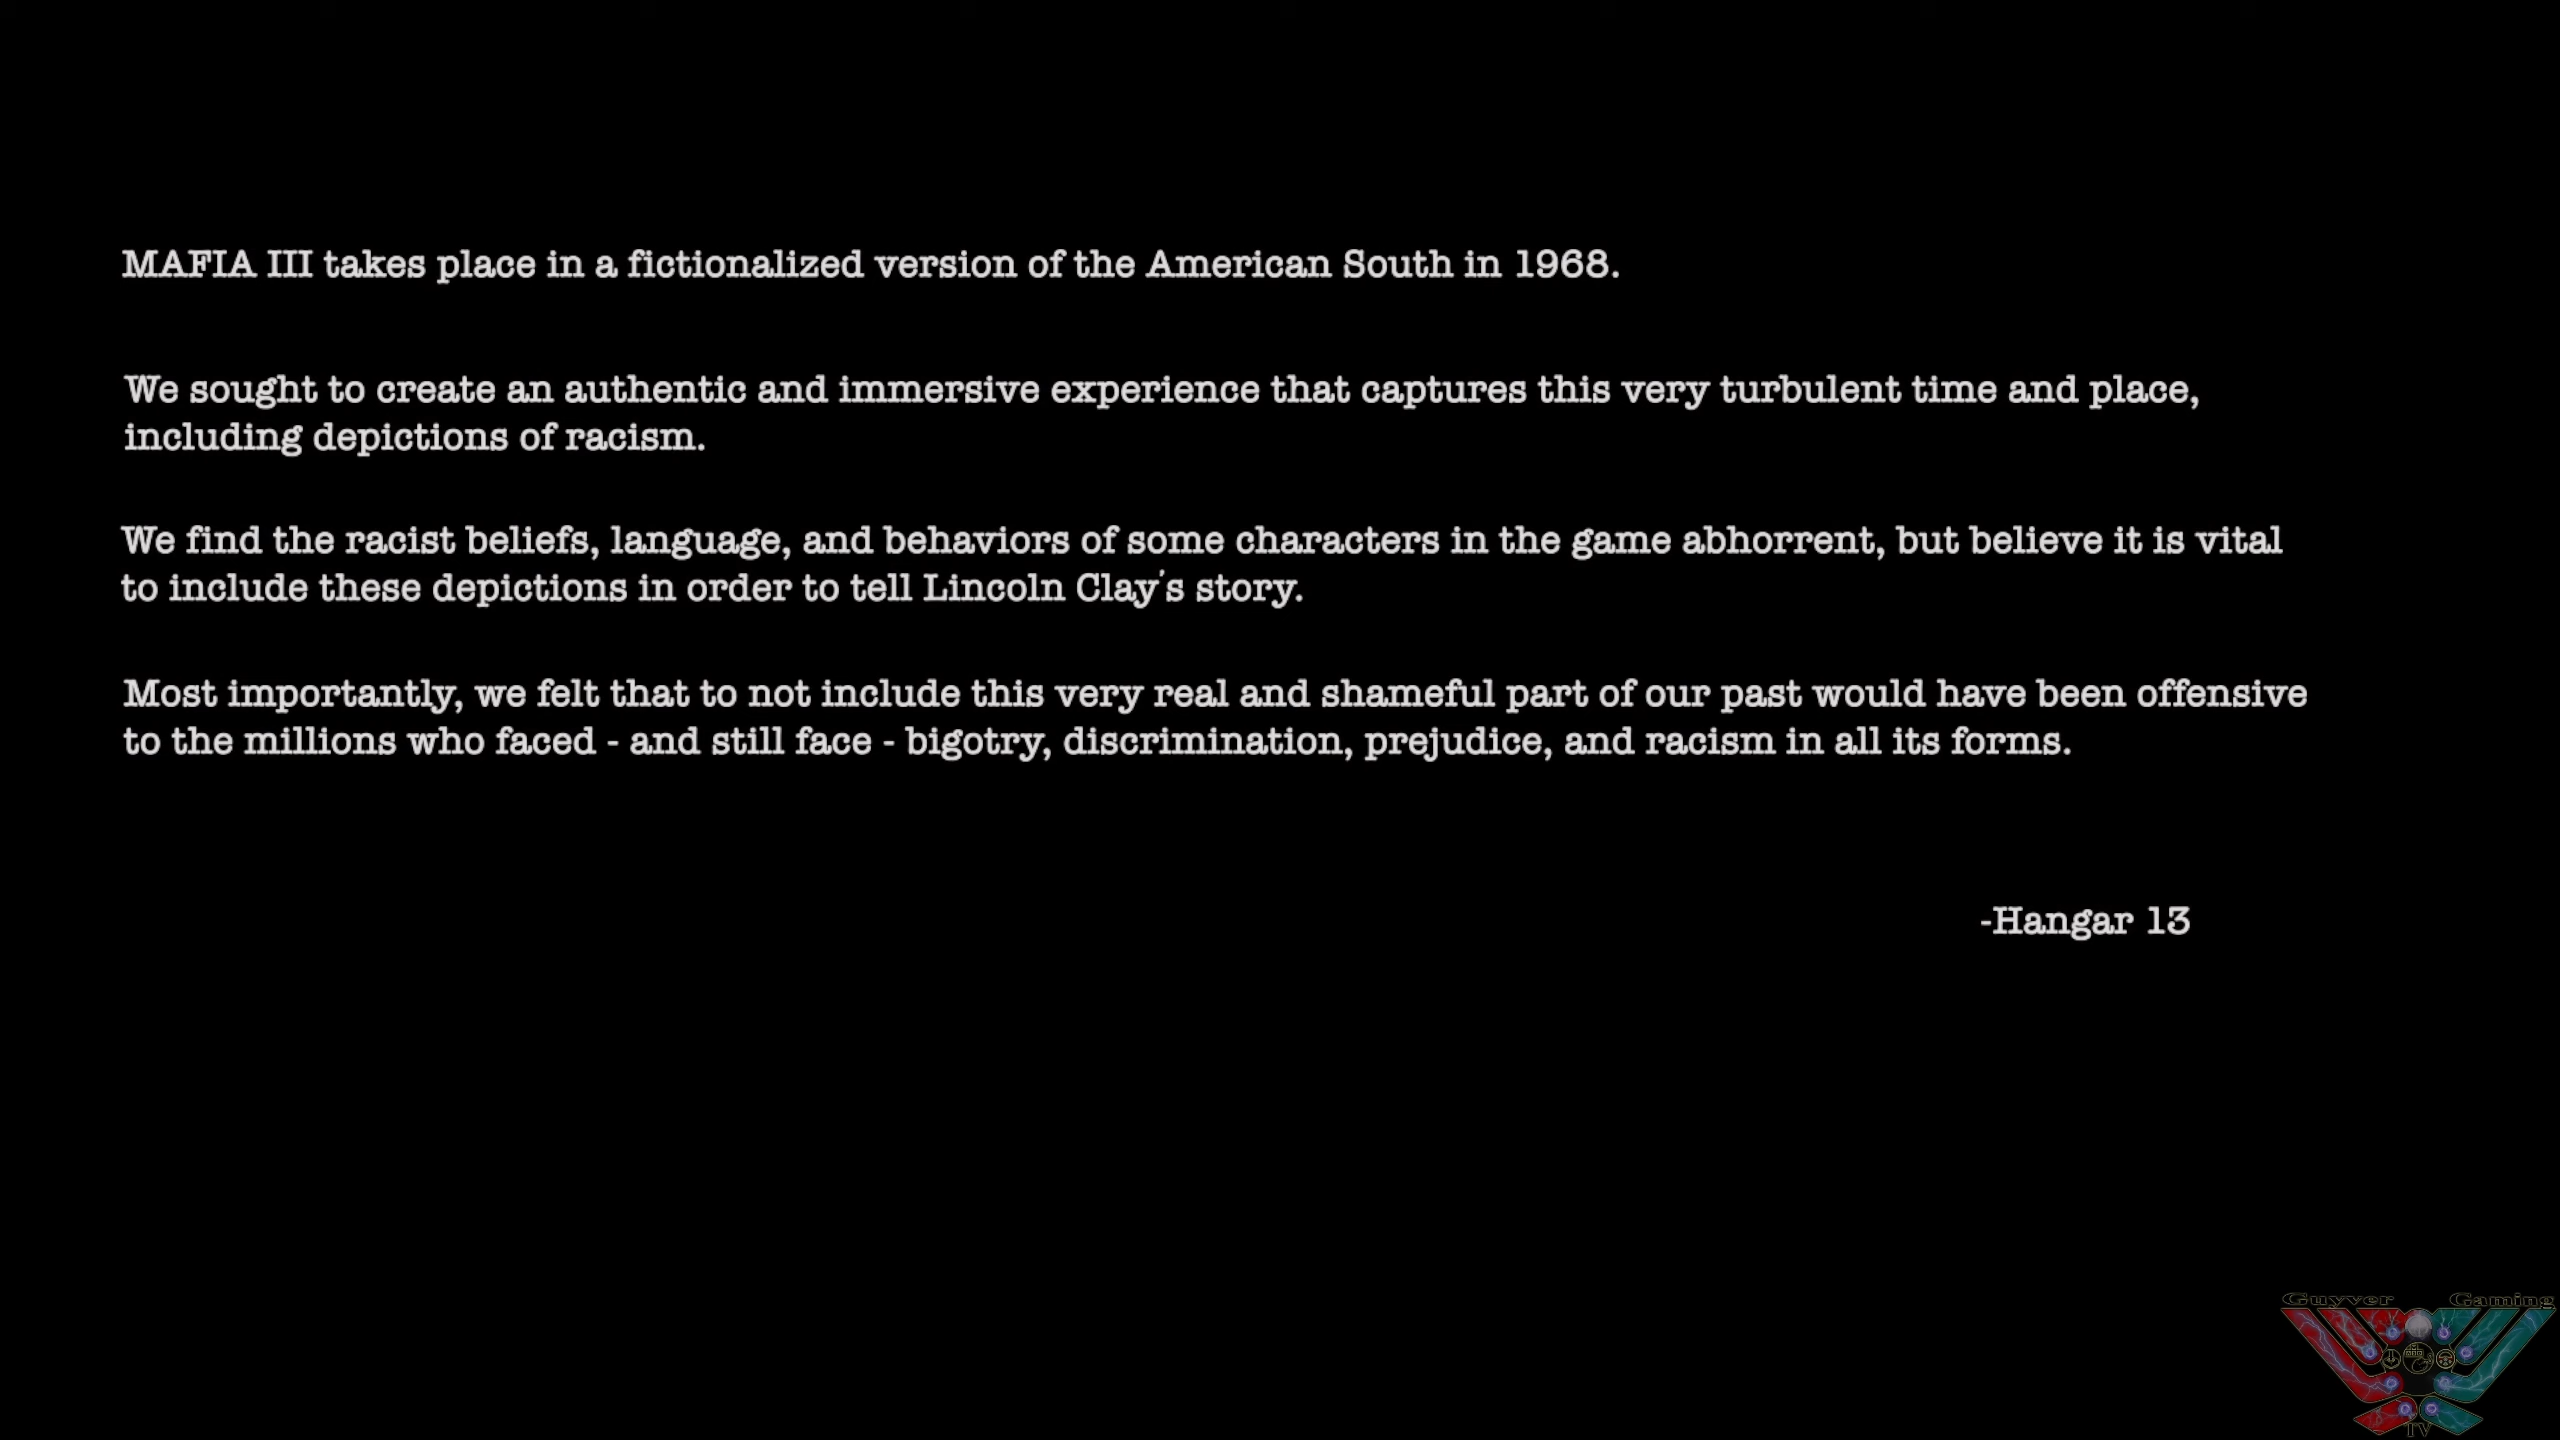 MAFIA III takes place in a fictionalized version of the American South in 1968.
We sought to create an authentic and immersive experience that captures this very turbulent time and place,
including depictions of racism.
We find the racist beliefs, language, and behaviors of some characters in the game abhorrent, but believe it is vital
to include these depictions in order to tell Lincoln Clay's story.
Most importantly, we felt that to not include this very real and shameful part of our past would have been offensive
to the millions who faced - and still face - bigotry, discrimination, prejudice, and racism in all its forms.
-Hangar 13
Guyver Gaming
TV